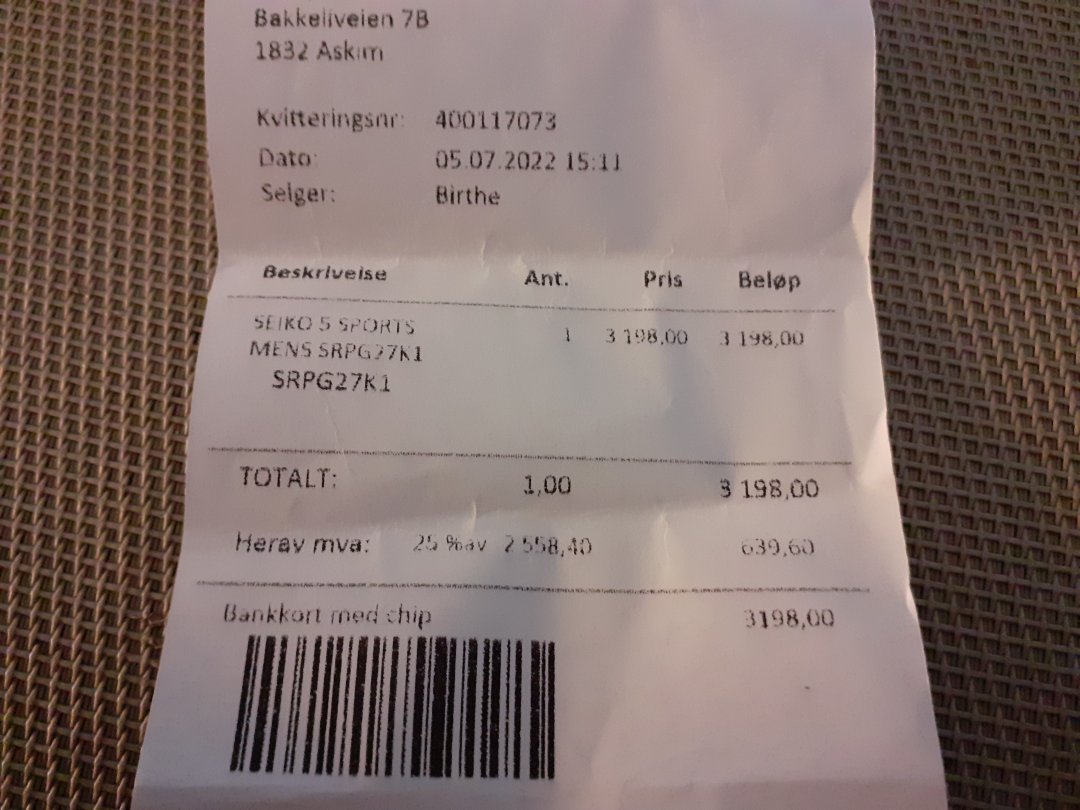 Bakkeliveien 7B
1832 Askim
Kvitteringsnr: 400117073
Dato: 05.07.2022 15:11
Selger: Birthe
Beskrivelse Ant. Pris Beløp
SEIKO 5 SPORTS 1 3 198,00 3 198,00
MENS SRPG27K1
SRPG27K1
TOTALT: 1,00 3 198,00
Herav mva: 25 %av 2 558,40 639,60
Bankkort med chip 3198,00